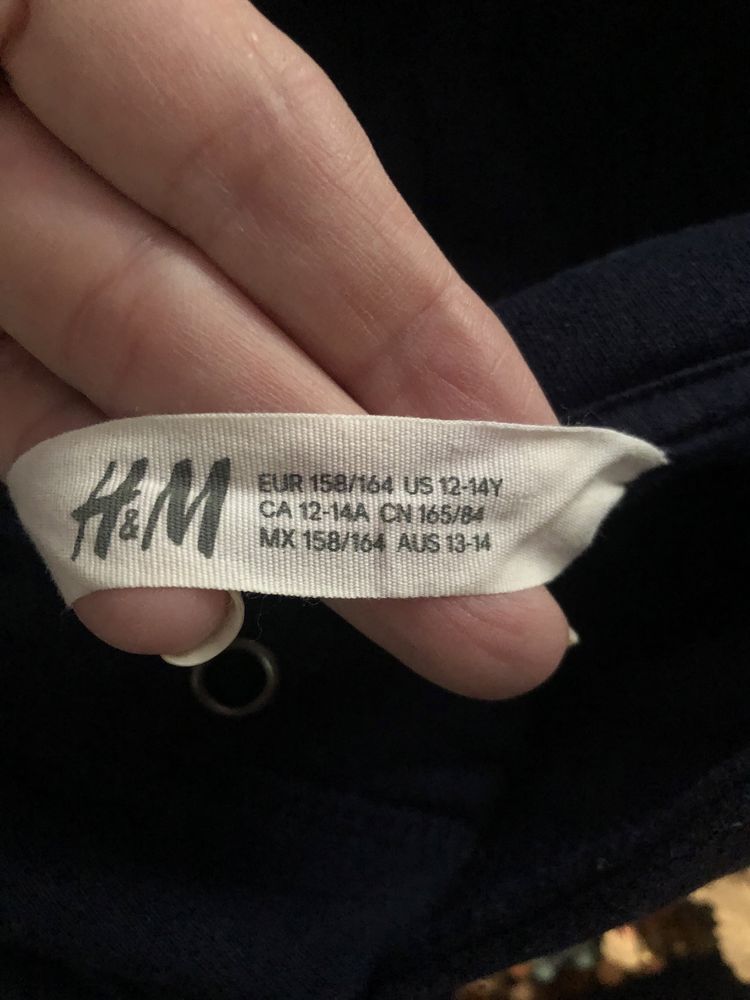 H&M
EUR 158/164 US 12-14Y
CA 12-14A CN 165/84
MX 158/164 AUS 13-14